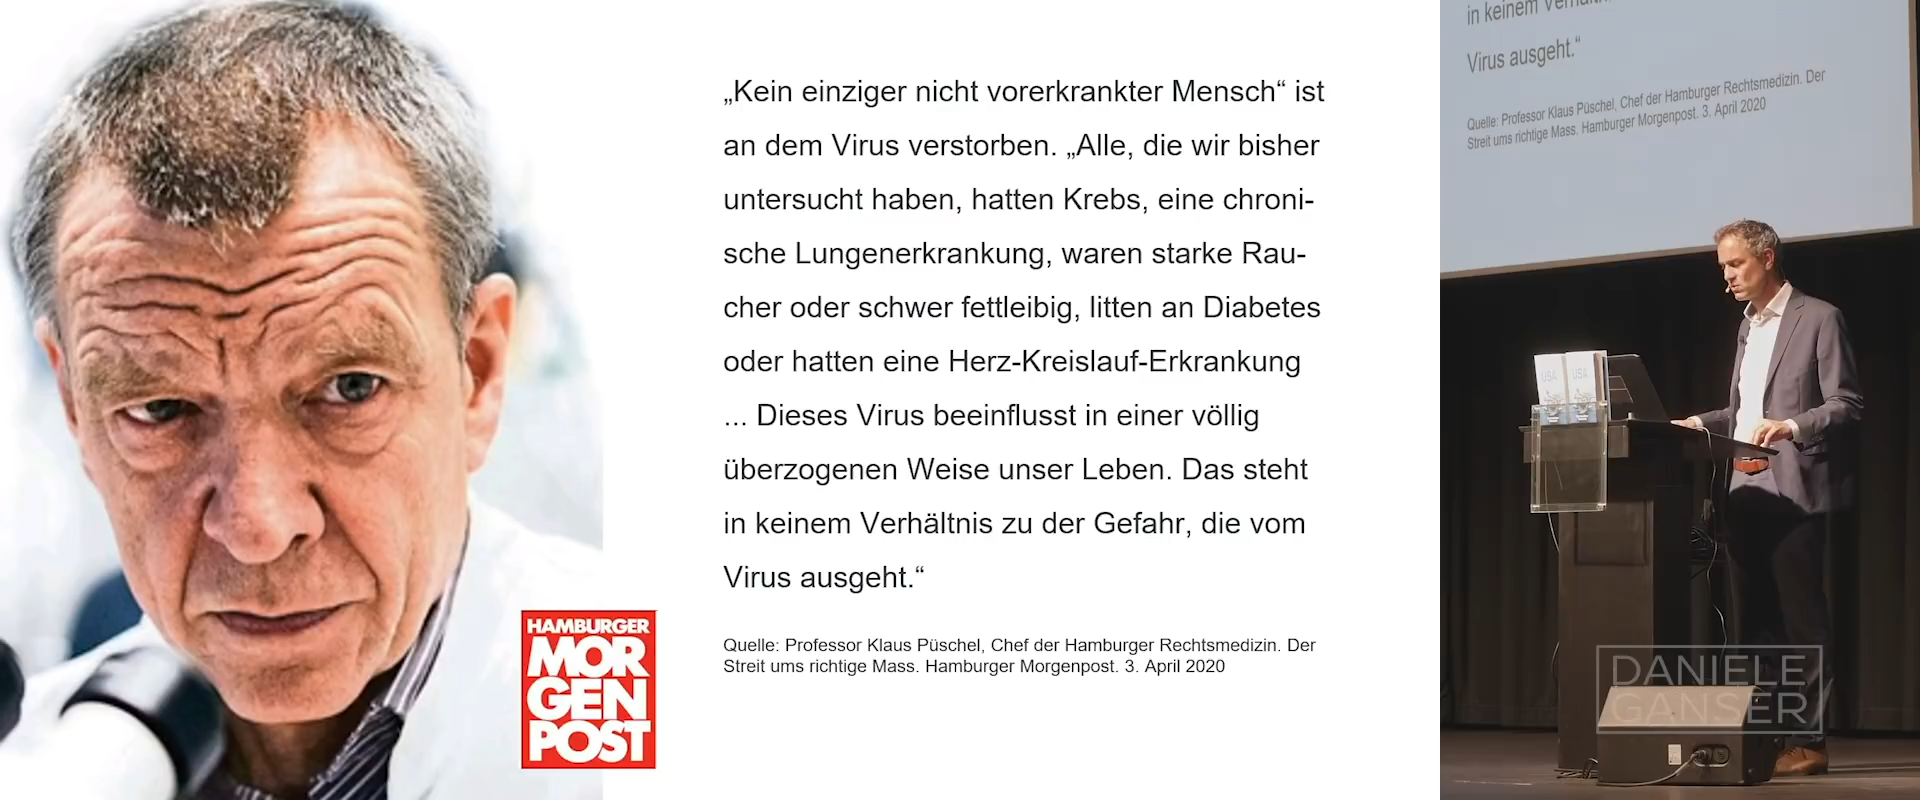 „Kein einziger nicht vorerkrankter Mensch“ ist
an dem Virus verstorben. „Alle, die wir bisher
untersucht haben, hatten Krebs, eine chroni-
sche Lungenerkrankung, waren starke Rau-
cher oder schwer fettleibig, litten an Diabetes
oder hatten eine Herz-Kreislauf-Erkrankung
... Dieses Virus beeinflusst in einer völlig
überzogenen Weise unser Leben. Das steht
in keinem Verhältnis zu der Gefahr, die vom
Virus ausgeht.“
Quelle: Professor Klaus Püschel, Chef der Hamburger Rechtsmedizin. Der
Streit ums richtige Mass. Hamburger Morgenpost. 3. April 2020
HAMBURGER
MOR
GEN
POST
in keinem
Virus ausgeht.“
Quelle: Professor Klaus Püschel, Chef der Hamburger Rechtsmedizin. Der
Streit ums richtige Mass. Hamburger Morgenpost. 3. April 2020
USA USA
DANIELE
GANSER